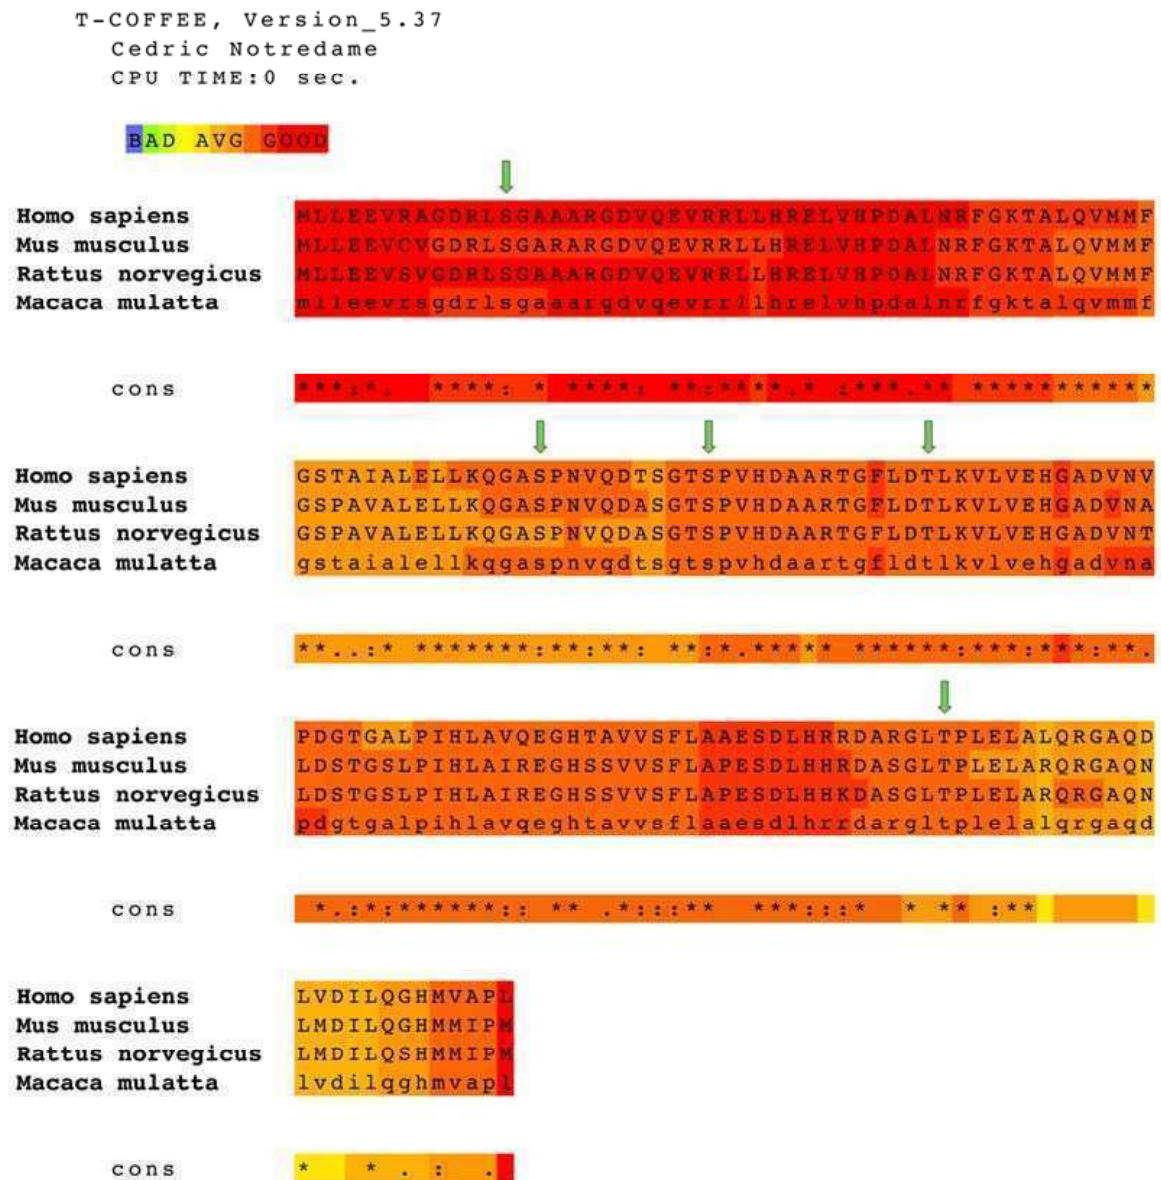 T-COFFEE, Version_5.37
Cedric Notredame
CPU TIME:0 sec.
BAD AVG GOOD
Homo sapiens MLLEEVRAGDRLSGAAARGDVQEVRRLLHRELVHPDALNRFGKTALQVMMF
Mus musculus MLLEEVCVGDRLSGARARGDVQEVRRLLHRELVHPDALNRFGKTALQVMMF
Rattus norvegicus MLLEEVSVGDRLSGAAARGDVQEVRRLLHRELVHPDALNRFGKTALQVMMF
Macaca mulatta mlleevrsgdrlsgaaargdvqevrrllhrelvhpdalnrfgktalqvmmf
cons ***:*. ****: * ****: **:****.* :***.** ***********
Homo sapiens GSTAIALELLKQGASPNVQDTSGTSPVHDAARTGFLDTLKVLVEHGADVNV
Mus musculus GSPAVALELLKQGASPNVQDASGTSPVHDAARTGFLDTLKVLVEHGADVNA
Rattus norvegicus GSPAVALELLKQGASPNVQDASGTSPVHDAARTGFLDTLKVLVEHGADVNT
Macaca mulatta gstaialellkqgaspnvqdtsgtspvhdaartgfldtlkvlvehgadvna
cons **..:* *******:**:**: **:*.***** ******:****:***:**.
Homo sapiens PDGTGALPIHLAVQEGHTAVVSFLAAESDLHRRDARGLTPLELALQRGAQD
Mus musculus LDSTGSLPIHLAIREGHSSVVSFLAPESDLHHRDASGLTPLELARQRGAQN
Rattus norvegicus LDSTGSLPIHLAIREGHSSVVSFLAPESDLHHKDASGLTPLELARQRGAQN
Macaca mulatta pdgtgalpihlavqeghtavvsflaaesdlhrrdargltplelalqrgaqd
cons *.:*:*******:: ** .*:::** ***:::* * ** :**
Homo sapiens LVDILQGHMVAPL
Mus musculus LMDILQGHMMIPM
Rattus norvegicus LMDILQSHMMIPM
Macaca mulatta lvdilqghmvapl
cons * * . : .